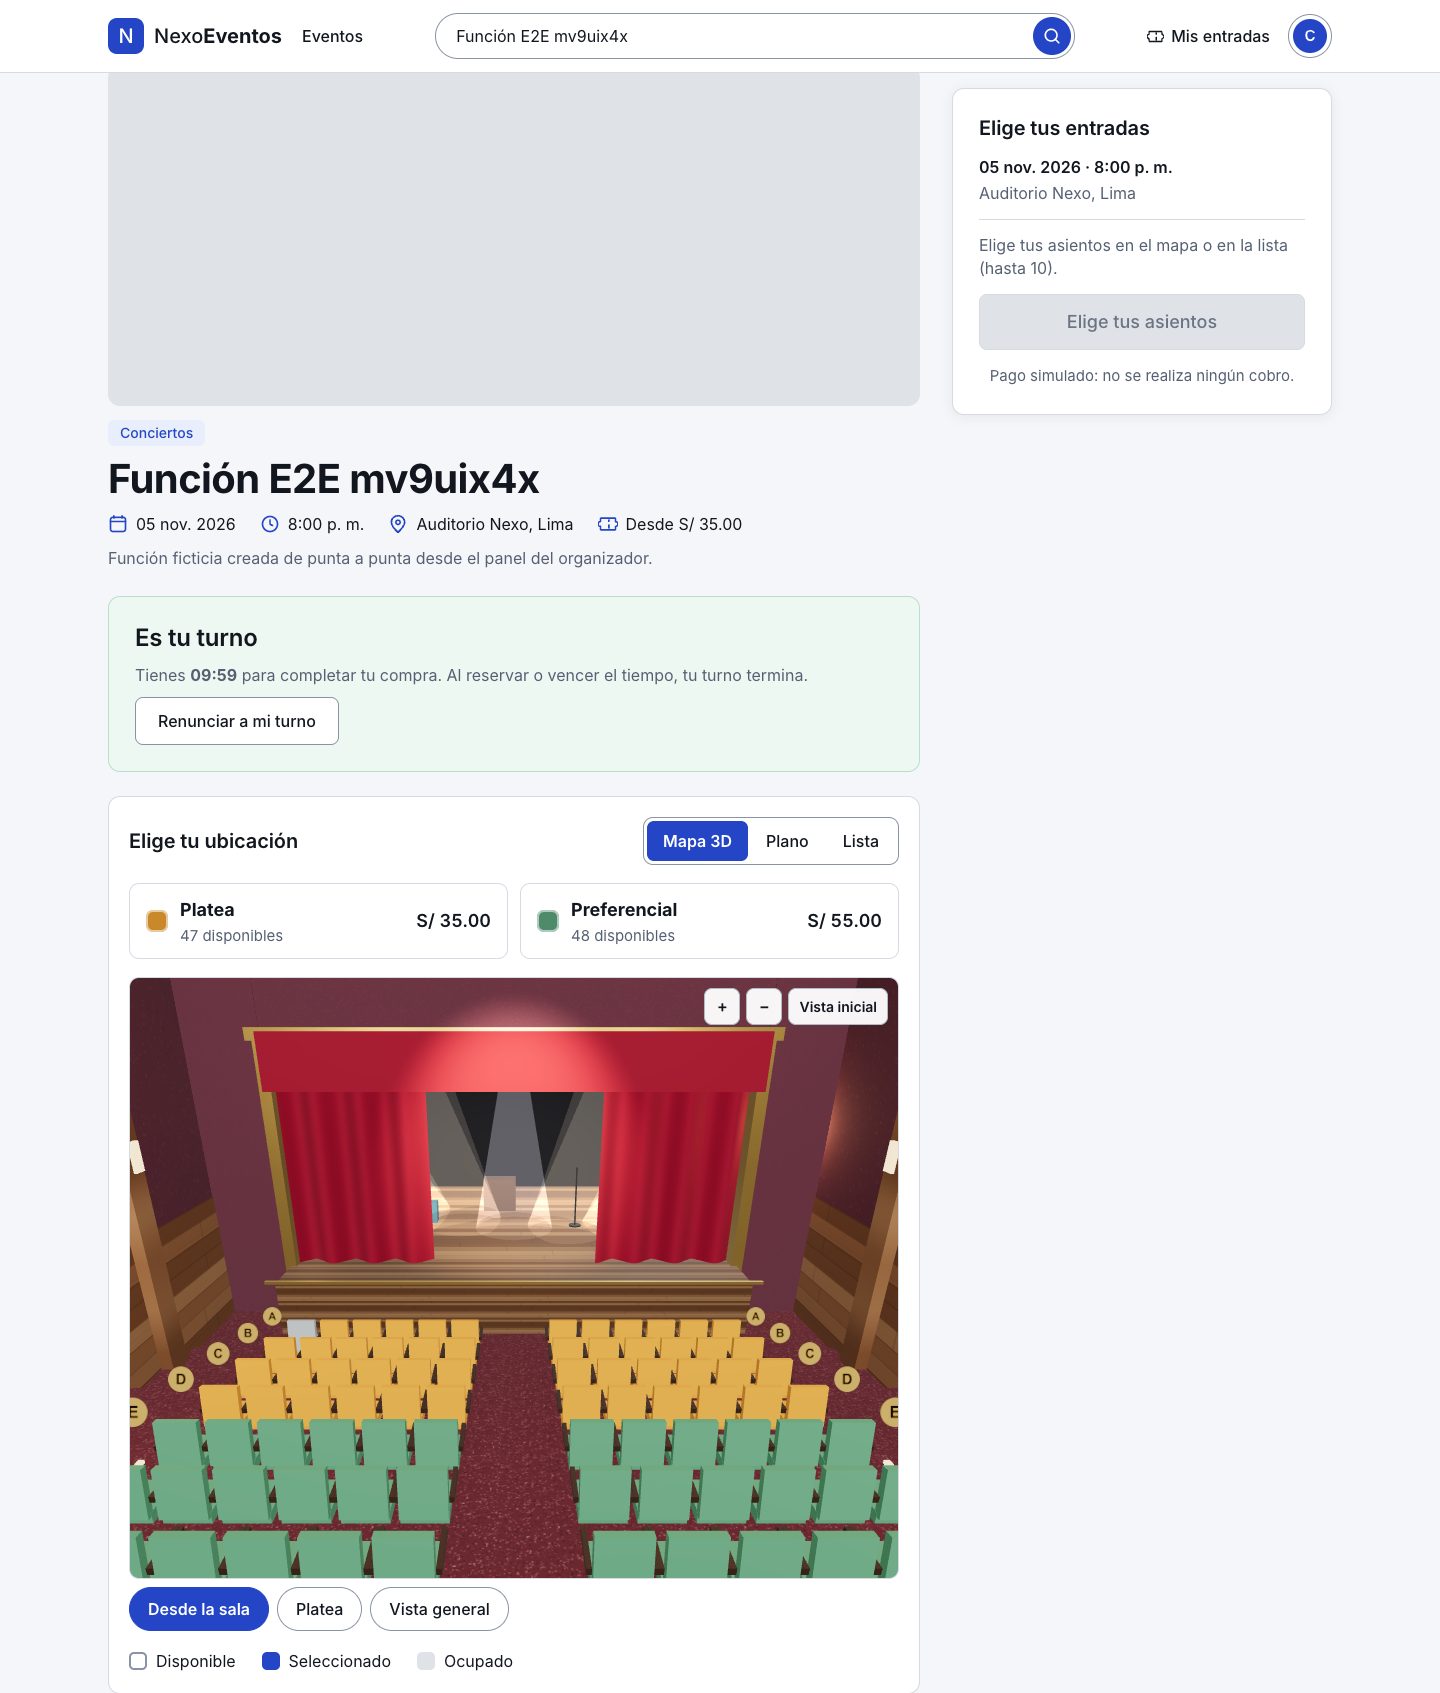 N NexoEventos Eventos Función E2E mv9uix4x Mis entradas C
Elige tus entradas
05 nov. 2026 · 8:00 p. m.
Auditorio Nexo, Lima
Elige tus asientos en el mapa o en la lista
(hasta 10).
Elige tus asientos
Pago simulado: no se realiza ningún cobro.
Conciertos
Función E2E mv9uix4x
05 nov. 2026 8:00 p. m. Auditorio Nexo, Lima Desde S/ 35.00
Función ficticia creada de punta a punta desde el panel del organizador.
Es tu turno
Tienes 09:59 para completar tu compra. Al reservar o vencer el tiempo, tu turno termina.
Renunciar a mi turno
Elige tu ubicación Mapa 3D Plano Lista
Platea S/ 35.00
47 disponibles
Preferencial S/ 55.00
48 disponibles
+ − Vista inicial
A A
B B
C C
D D
E E
Desde la sala Platea Vista general
Disponible Seleccionado Ocupado